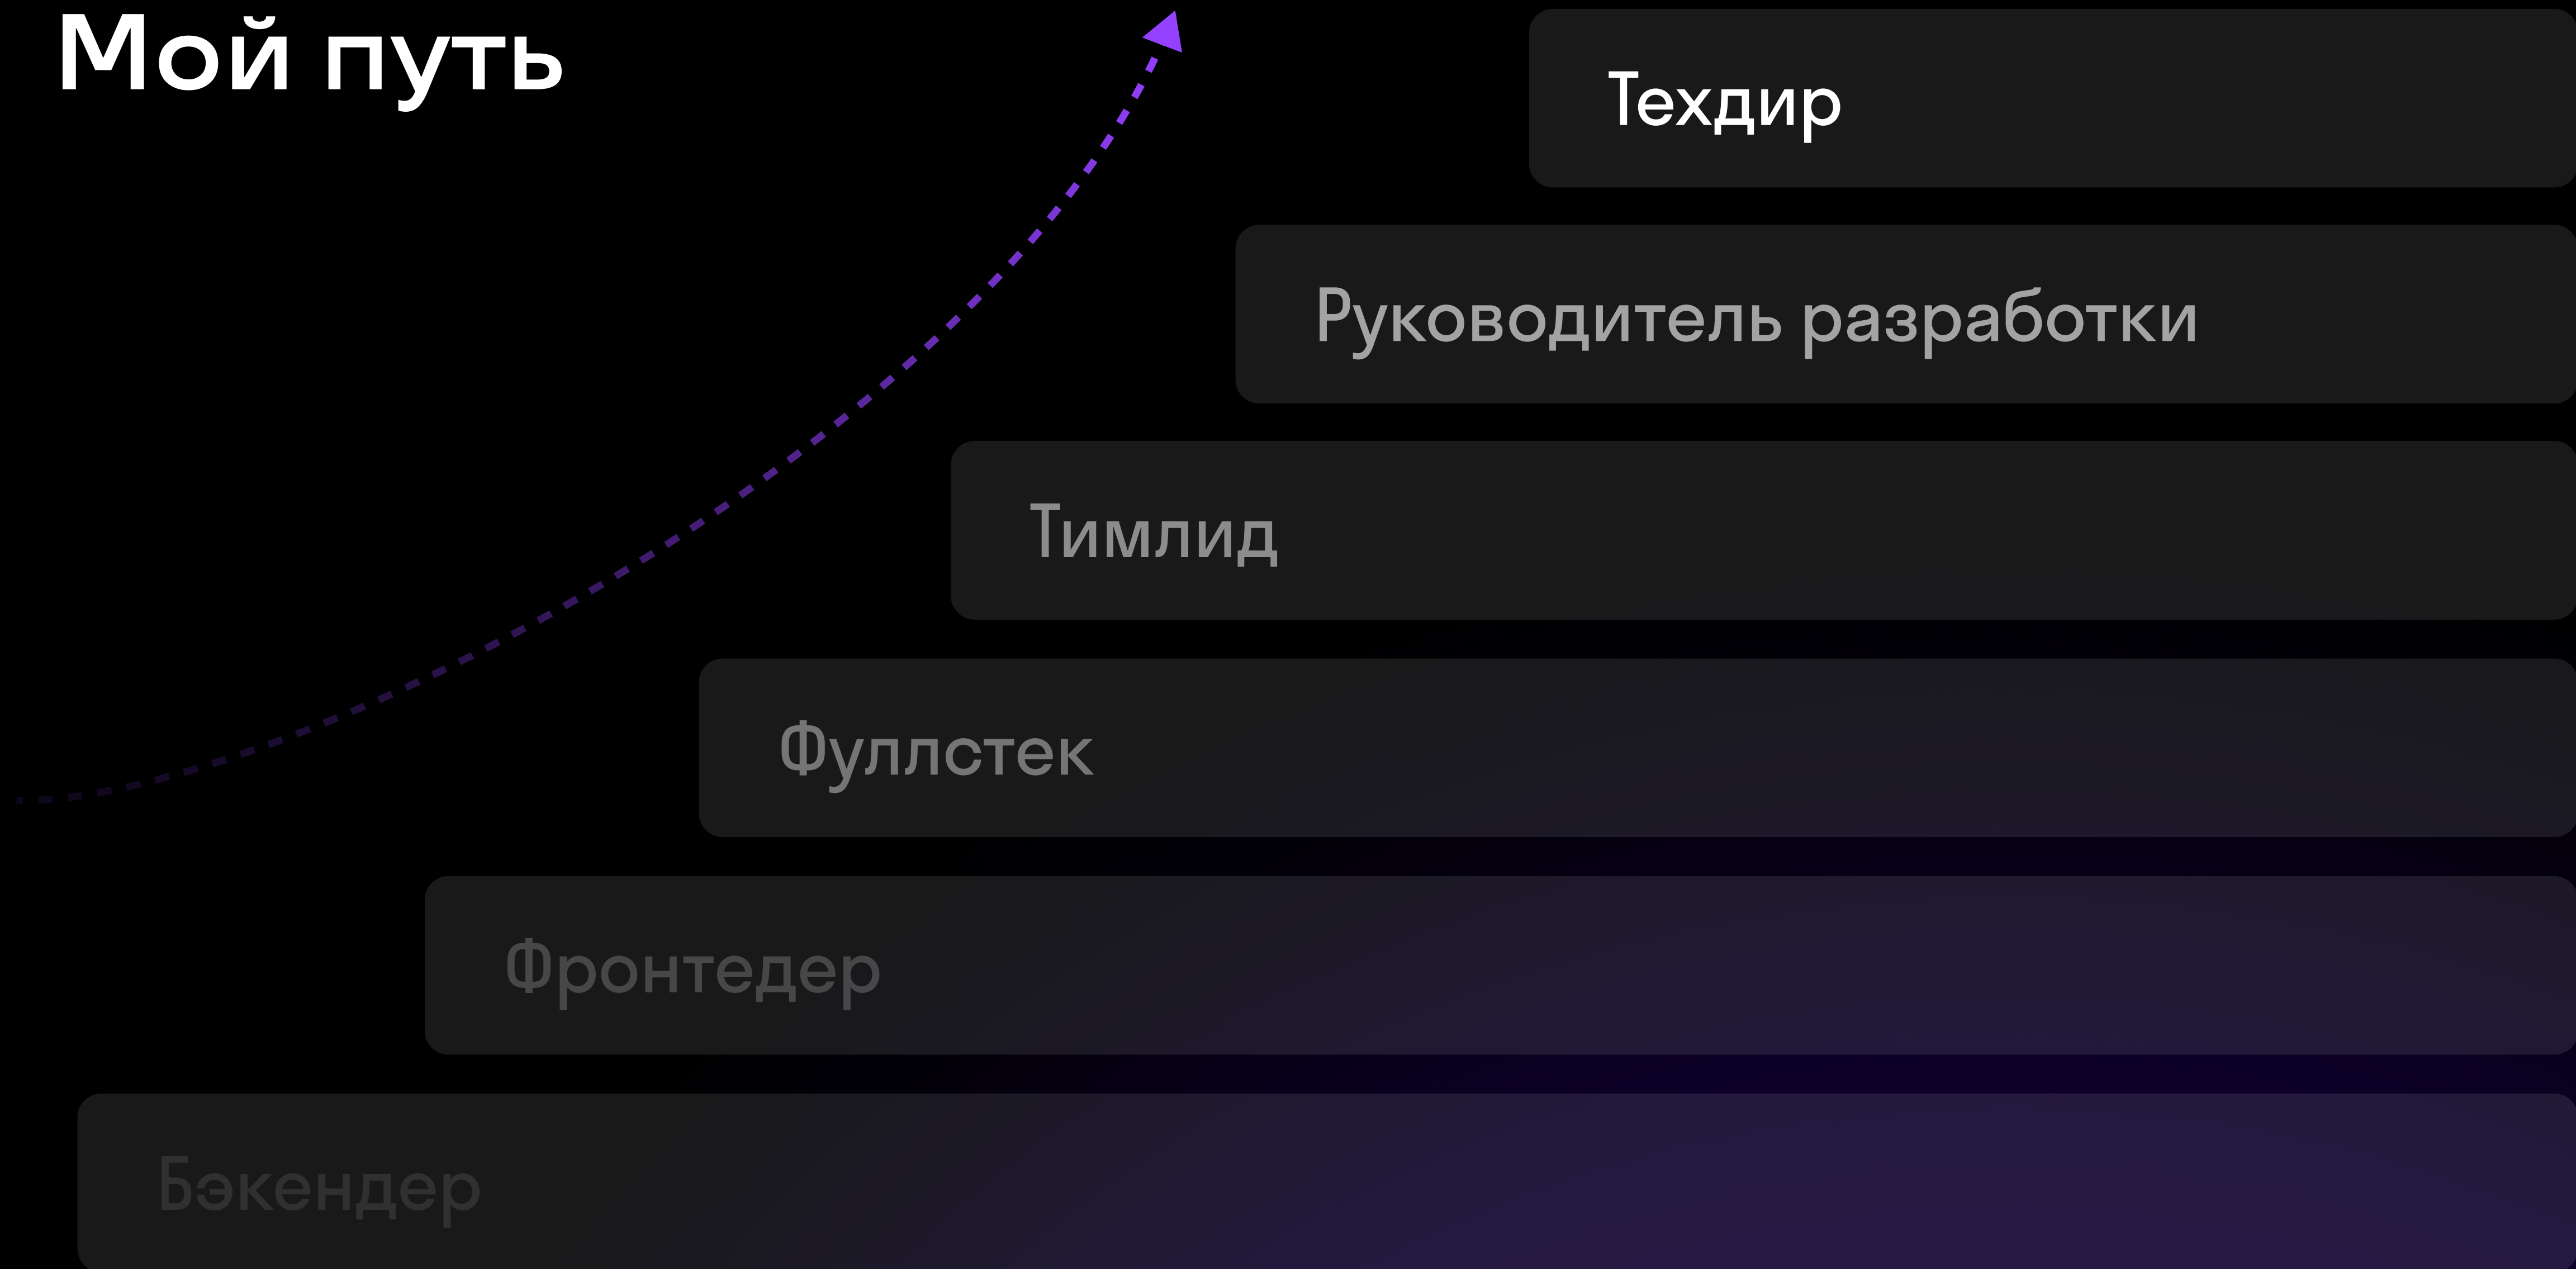 Мой путь
Техдир
Руководитель разработки
Тимлид
Фуллстек
Фронтедер
Бэкендер